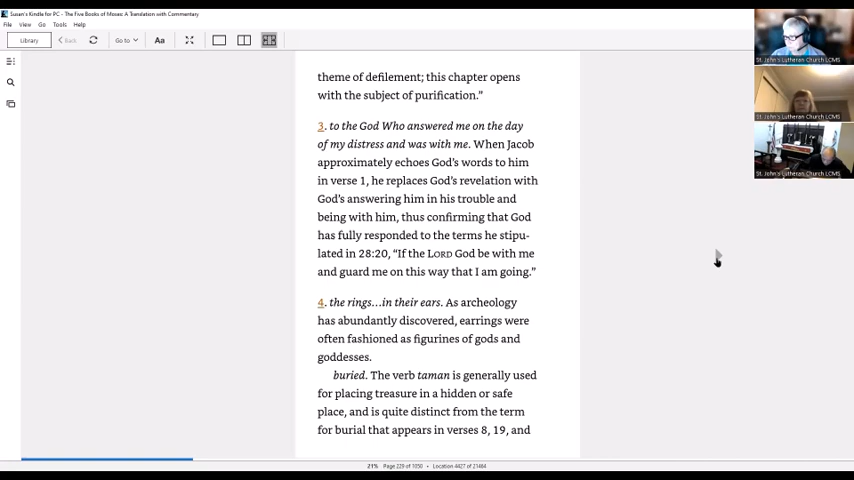 Susan's Kindle for PC - The Five Books of Moses: A Translation with Commentary
File View Go Tools Help
Library
Back
Go to
Aa
theme of defilement; this chapter opens
with the subject of purification.”
3. to the God Who answered me on the day
of my distress and was with me. When Jacob
approximately echoes God’s words to him
in verse 1, he replaces God’s revelation with
God’s answering him in his trouble and
being with him, thus confirming that God
has fully responded to the terms he stipu-
lated in 28:20, “If the LORD God be with me
and guard me on this way that I am going.”
4. the rings…in their ears. As archeology
has abundantly discovered, earrings were
often fashioned as figurines of gods and
goddesses.
buried. The verb taman is generally used
for placing treasure in a hidden or safe
place, and is quite distinct from the term
for burial that appears in verses 8, 19, and
21% Page 229 of 1050 • Location 4427 of 21484
St. John's Lutheran Church LCMS
St. John's Lutheran Church LCMS
St. John's Lutheran Church LCMS